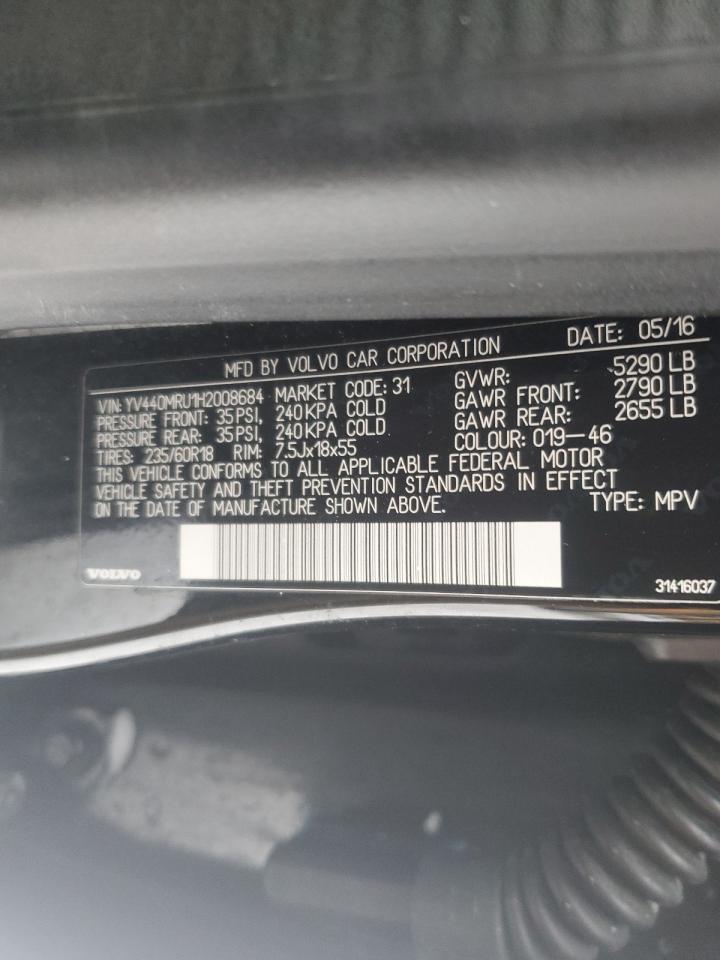 MFD BY VOLVO CAR CORPORATION DATE: 05/16
VIN: YV440MRU1H2008684 MARKET CODE: 31 GVWR: 5290 LB
PRESSURE FRONT: 35 PSI, 240 KPA COLD GAWR FRONT: 2790 LB
PRESSURE REAR: 35 PSI, 240 KPA COLD GAWR REAR: 2655 LB
TIRES: 235/60R18 RIM: 7.5Jx18x55 COLOUR: 019-46
THIS VEHICLE CONFORMS TO ALL APPLICABLE FEDERAL MOTOR
VEHICLE SAFETY AND THEFT PREVENTION STANDARDS IN EFFECT
ON THE DATE OF MANUFACTURE SHOWN ABOVE. TYPE: MPV
VOLVO 31416037